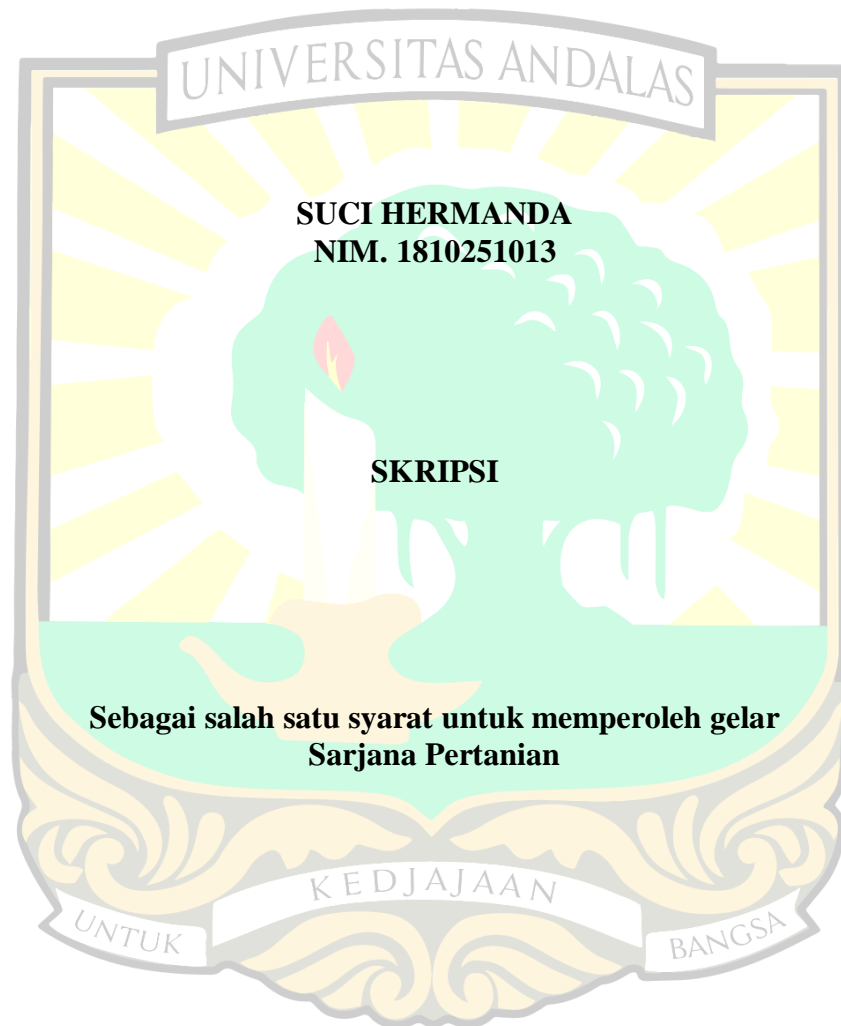 UNIVERSITAS ANDALAS
SUCI HERMANDA
NIM. 1810251013
SKRIPSI
Sebagai salah satu syarat untuk memperoleh gelar
Sarjana Pertanian
KEDJAJAAN
UNTUK
BANGSA